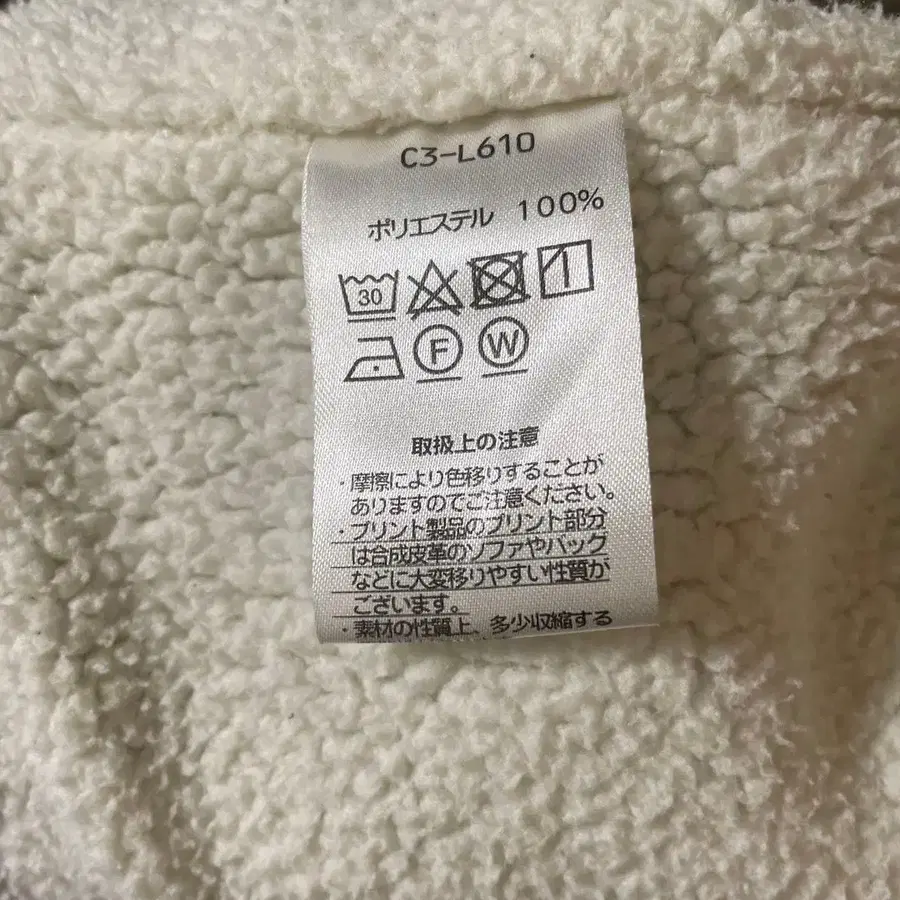 C3-L610
ポリエステル 100%
30
F W
取扱上の注意
・摩擦により色移りすることが
ありますのでご注意ください。
・プリント製品のプリント部分
は合成皮革のソファやバッグ
などに大変移りやすい性質が
ございます。
・素材の性質上、多少収縮する